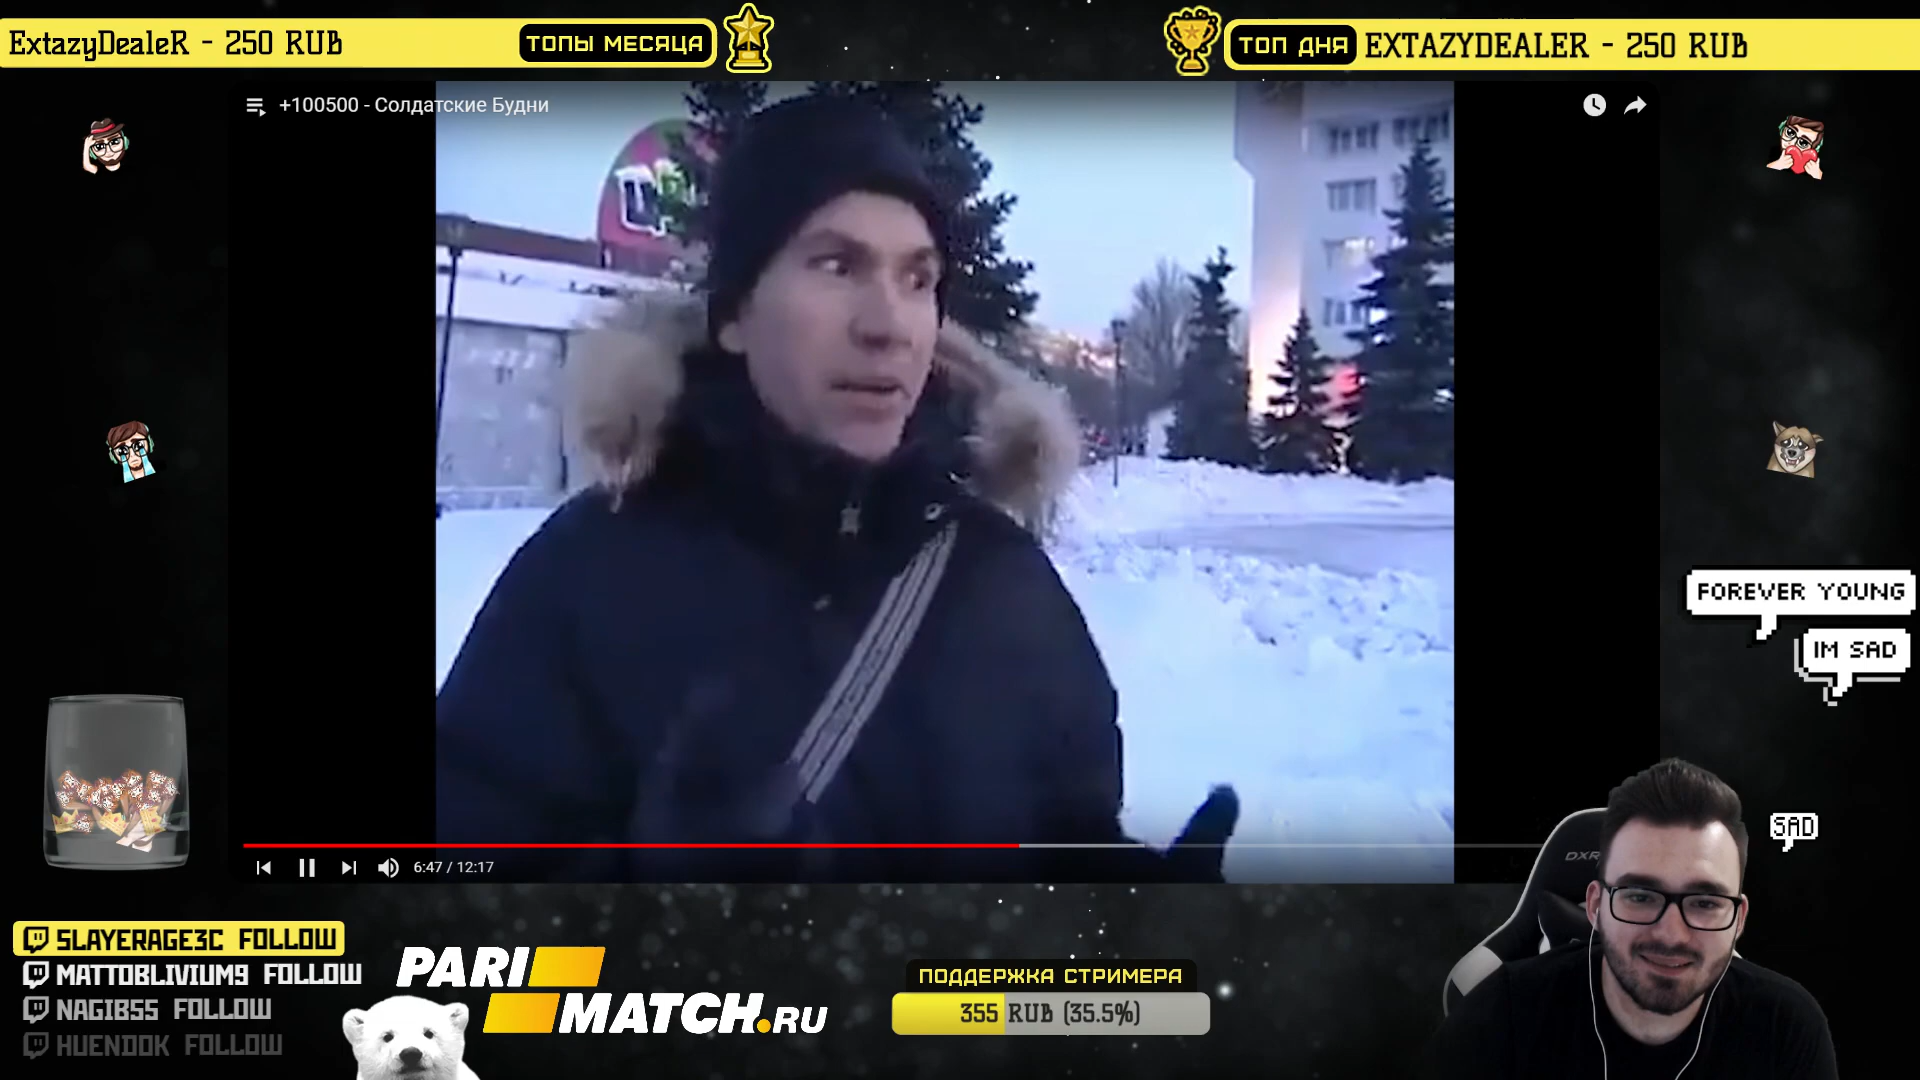 ExtazyDealeR - 250 RUB
ТОПЫ МЕСЯЦА
ТОП ДНЯ
EXTAZYDEALER - 250 RUB
+100500 - Солдатские Будни
FOREVER YOUNG
IM SAD
SAD
6:47 / 12:17
DXR
SLAYERAGE3C FOLLOW
MATTOBLIVIUM9 FOLLOW
NAGIBSS FOLLOW
HUENDOK FOLLOW
PARI
MATCH.RU
ПОДДЕРЖКА СТРИМЕРА
355 RUB (35.5%)